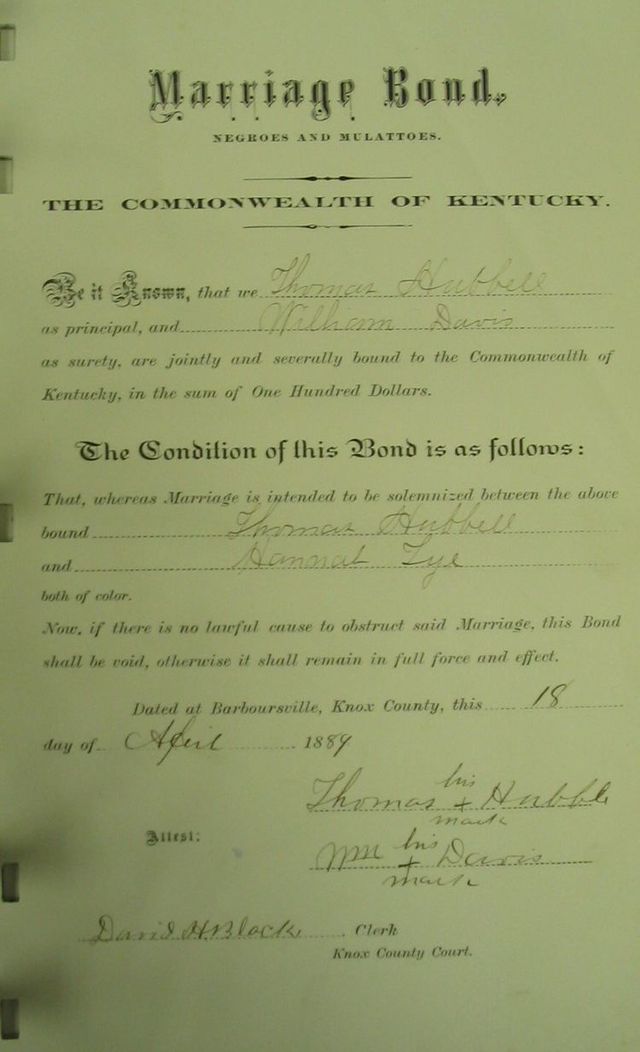 Marriage Bond,
NEGROES AND MULATTOES.
THE COMMONWEALTH OF KENTUCKY.
Be it Known, that we Thomas Hubbell
as principal, and William Davis
as surety, are jointly and severally bound to the Commonwealth of
Kentucky, in the sum of One Hundred Dollars.
The Condition of this Bond is as follows:
That, whereas Marriage is intended to be solemnized between the above
bound Thomas Hubbell
and Hannah Tye
both of color.
Now, if there is no lawful cause to obstruct said Marriage, this Bond
shall be void, otherwise it shall remain in full force and effect.
Dated at Barboursville, Knox County, this 18
day of April 1889
Thomas his + mark Hubble
Attest:
Wm his + mark Davis
David H Black Clerk
Knox County Court.